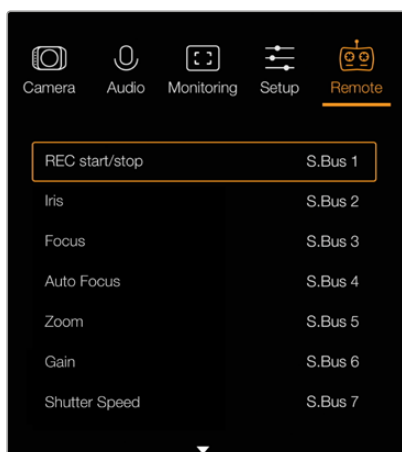 Camera Audio Monitoring Setup Remote
REC start/stop S.Bus 1
Iris S.Bus 2
Focus S.Bus 3
Auto Focus S.Bus 4
Zoom S.Bus 5
Gain S.Bus 6
Shutter Speed S.Bus 7